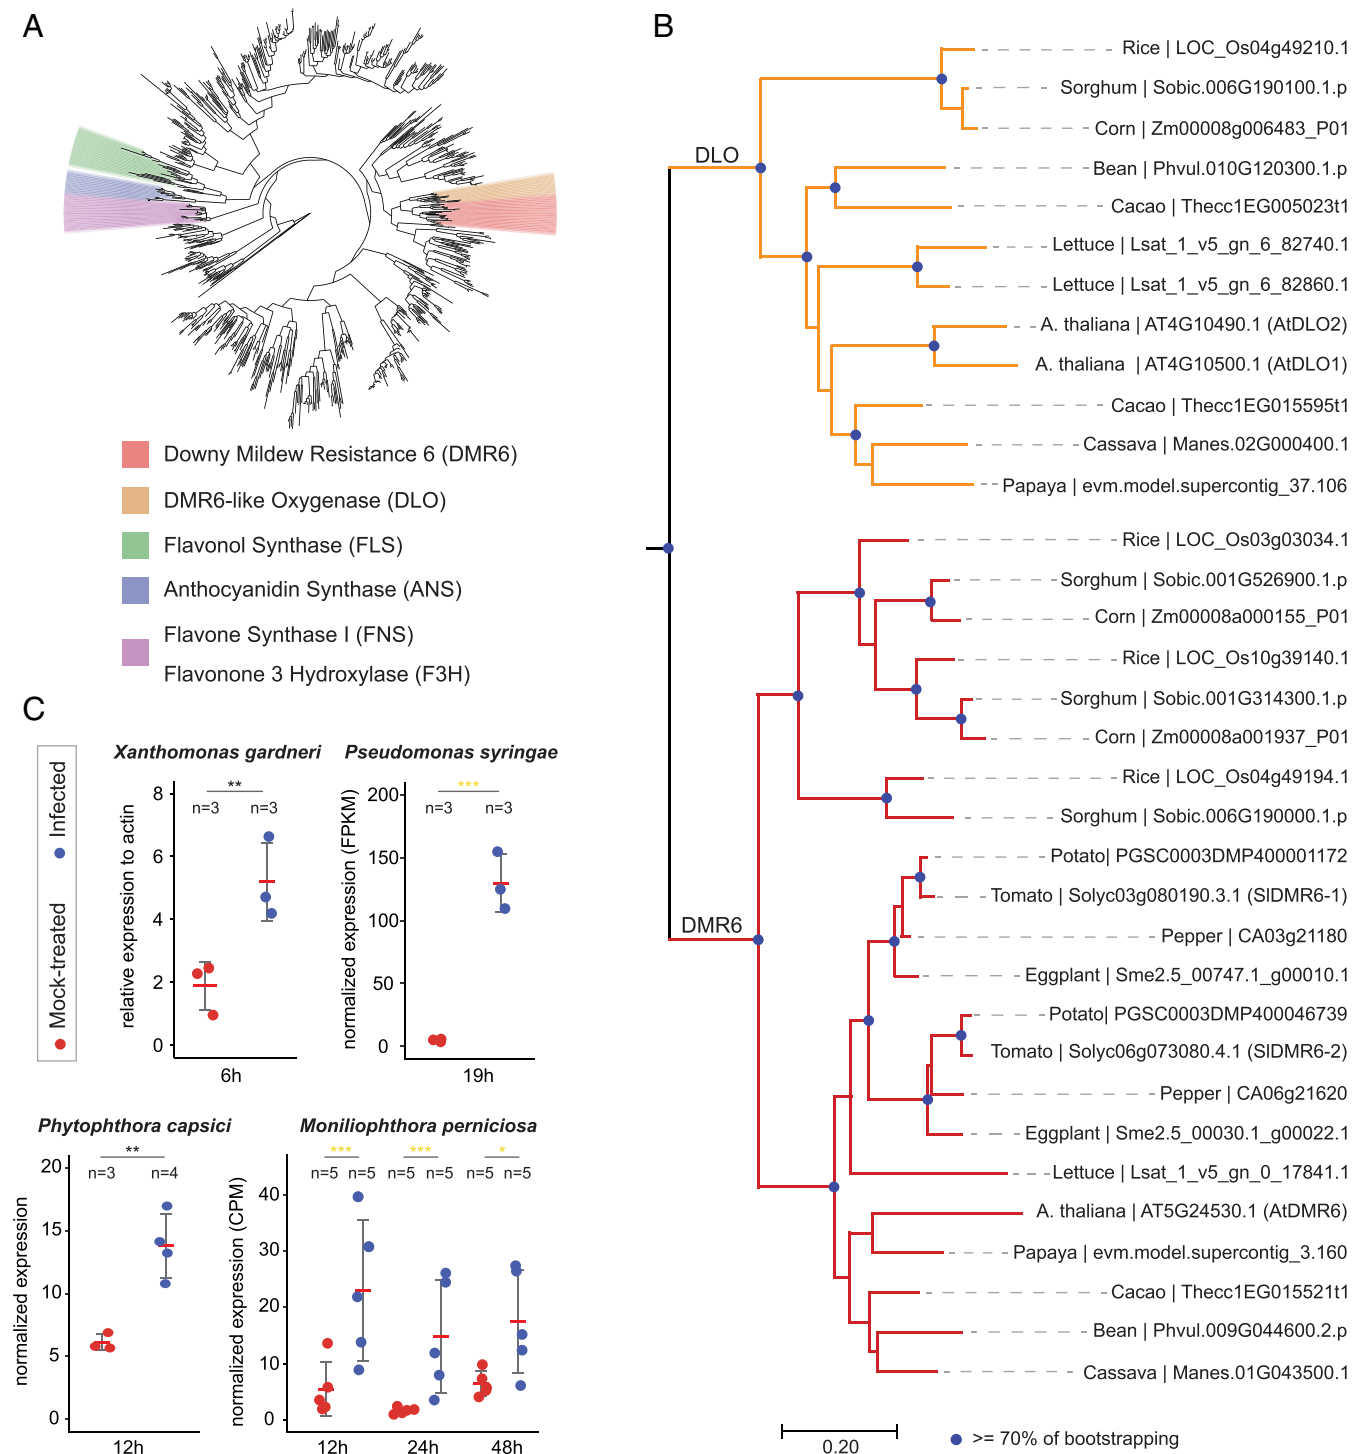 A
Downy Mildew Resistance 6 (DMR6)
DMR6-like Oxygenase (DLO)
Flavonol Synthase (FLS)
Anthocyanidin Synthase (ANS)
Flavone Synthase I (FNS)
Flavonone 3 Hydroxylase (F3H)
B
DLO
Rice | LOC_Os04g49210.1
Sorghum | Sobic.006G190100.1.p
Corn | Zm00008g006483_P01
Bean | Phvul.010G120300.1.p
Cacao | Thecc1EG005023t1
Lettuce | Lsat_1_v5_gn_6_82740.1
Lettuce | Lsat_1_v5_gn_6_82860.1
A. thaliana | AT4G10490.1 (AtDLO2)
A. thaliana | AT4G10500.1 (AtDLO1)
Cacao | Thecc1EG015595t1
Cassava | Manes.02G000400.1
Papaya | evm.model.supercontig_37.106
DMR6
Rice | LOC_Os03g03034.1
Sorghum | Sobic.001G526900.1.p
Corn | Zm00008a000155_P01
Rice | LOC_Os10g39140.1
Sorghum | Sobic.001G314300.1.p
Corn | Zm00008a001937_P01
Rice | LOC_Os04g49194.1
Sorghum | Sobic.006G190000.1.p
Potato| PGSC0003DMP400001172
Tomato | Solyc03g080190.3.1 (SlDMR6-1)
Pepper | CA03g21180
Eggplant | Sme2.5_00747.1_g00010.1
Potato| PGSC0003DMP400046739
Tomato | Solyc06g073080.4.1 (SlDMR6-2)
Pepper | CA06g21620
Eggplant | Sme2.5_00030.1_g00022.1
Lettuce | Lsat_1_v5_gn_0_17841.1
A. thaliana | AT5G24530.1 (AtDMR6)
Papaya | evm.model.supercontig_3.160
Cacao | Thecc1EG015521t1
Bean | Phvul.009G044600.2.p
Cassava | Manes.01G043500.1
0.20
>= 70% of bootstrapping
C
Mock-treated Infected
Xanthomonas gardneri
**
n=3 n=3
relative expression to actin
8
6
4
2
0
6h
Pseudomonas syringae
***
n=3 n=3
normalized expression (FPKM)
200
150
100
50
0
19h
Phytophthora capsici
**
n=3 n=4
normalized expression
20
15
10
5
0
12h
Moniliophthora perniciosa
*** *** *
n=5 n=5 n=5 n=5 n=5 n=5
normalized expression (CPM)
40
30
20
10
0
12h 24h 48h